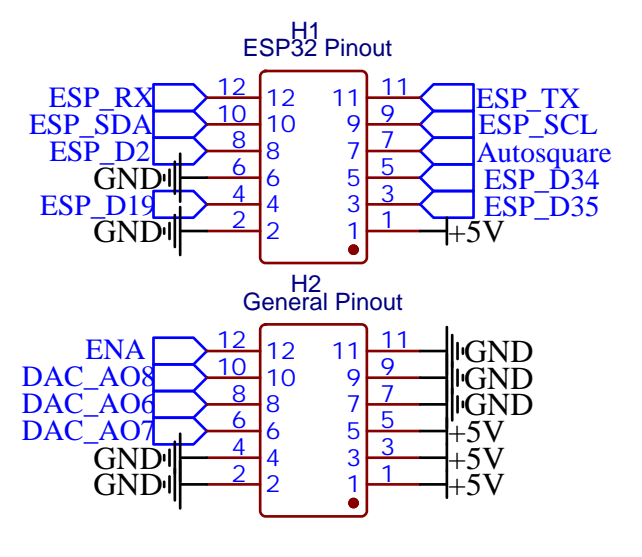 H1
ESP32 Pinout
ESP_RX 12 12 11 11 ESP_TX
ESP_SDA 10 10 9 9 ESP_SCL
ESP_D2 8 8 7 7 Autosquare
GND 6 6 5 5 ESP_D34
ESP_D19 4 4 3 3 ESP_D35
GND 2 2 1 1 +5V
H2
General Pinout
ENA 12 12 11 11 GND
DAC_AO8 10 10 9 9 GND
DAC_AO6 8 8 7 7 GND
DAC_AO7 6 6 5 5 +5V
GND 4 4 3 3 +5V
GND 2 2 1 1 +5V